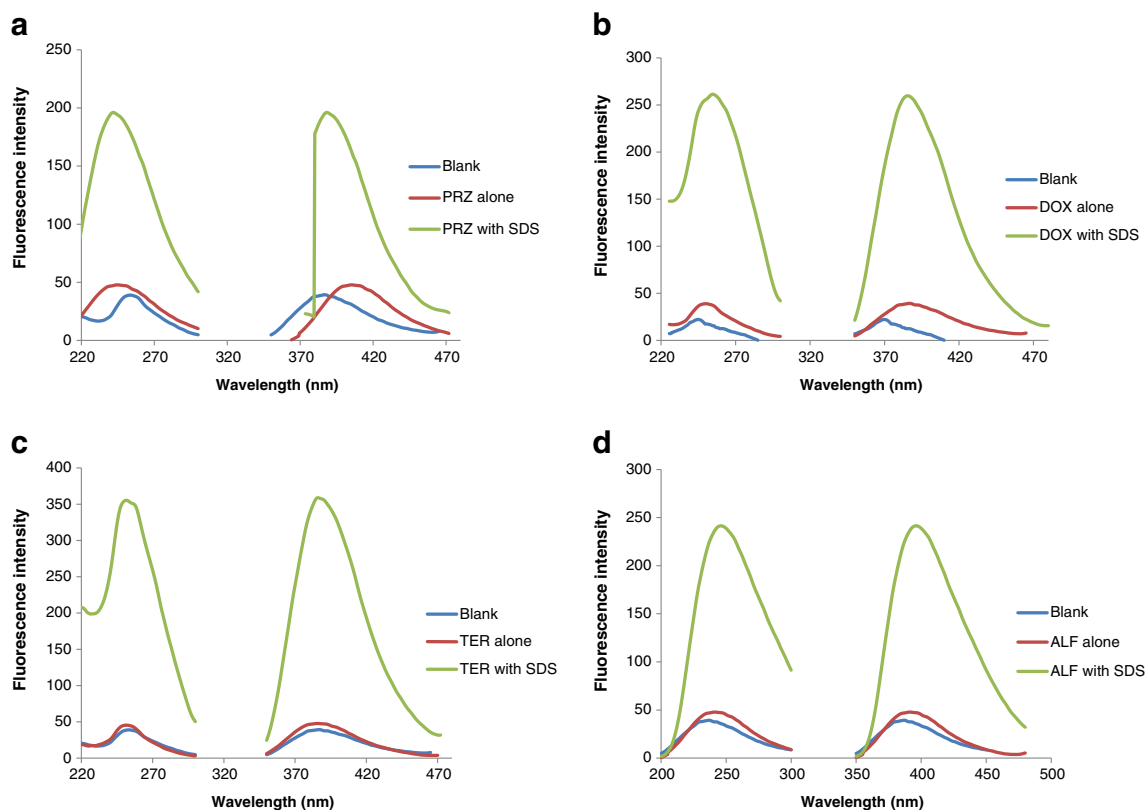 a
250
200
150
100
50
0
220 270 320 370 420 470
Fluorescence intensity
Wavelength (nm)
Blank
PRZ alone
PRZ with SDS
b
300
250
200
150
100
50
0
220 270 320 370 420 470
Fluorescence intensity
Wavelength (nm)
Blank
DOX alone
DOX with SDS
c
400
350
300
250
200
150
100
50
0
220 270 320 370 420 470
Fluorescence intensity
Wavelength (nm)
Blank
TER alone
TER with SDS
d
300
250
200
150
100
50
0
200 250 300 350 400 450 500
Fluorescence intensity
Wavelength (nm)
Blank
ALF alone
ALF with SDS